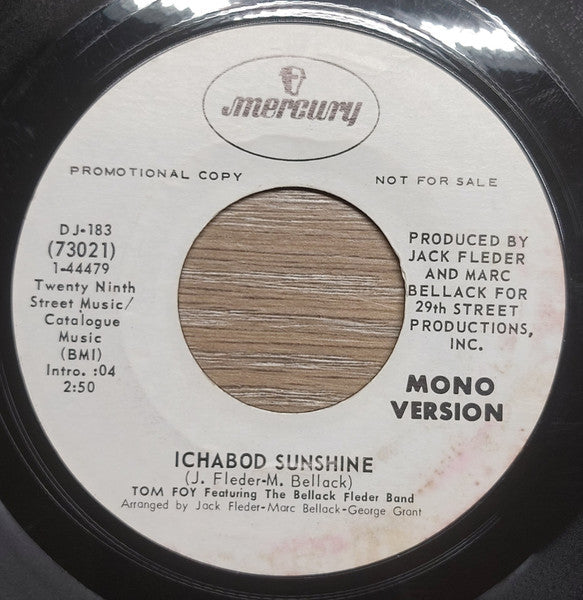 mercury
PROMOTIONAL COPY
NOT FOR SALE
DJ-183
(73021)
1-44479
Twenty Ninth
Street Music/
Catalogue
Music
(BMI)
Intro. :04
2:50
PRODUCED BY
JACK FLEDER
AND MARC
BELLACK FOR
29th STREET
PRODUCTIONS,
INC.
MONO
VERSION
ICHABOD SUNSHINE
(J. Fleder-M. Bellack)
TOM FOY Featuring The Bellack Fleder Band
Arranged by Jack Fleder-Marc Bellack-George Grant